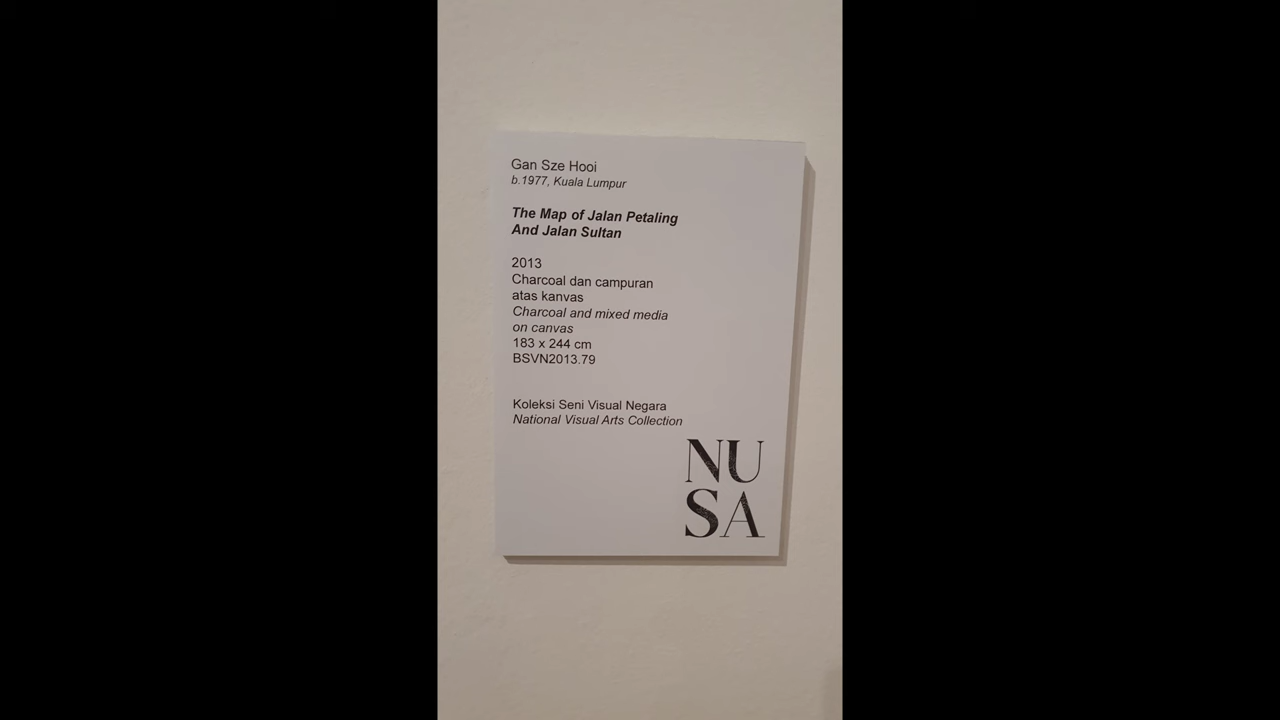 Gan Sze Hooi
b.1977, Kuala Lumpur
The Map of Jalan Petaling
And Jalan Sultan
2013
Charcoal dan campuran
atas kanvas
Charcoal and mixed media
on canvas
183 x 244 cm
BSVN2013.79
Koleksi Seni Visual Negara
National Visual Arts Collection
NU
SA